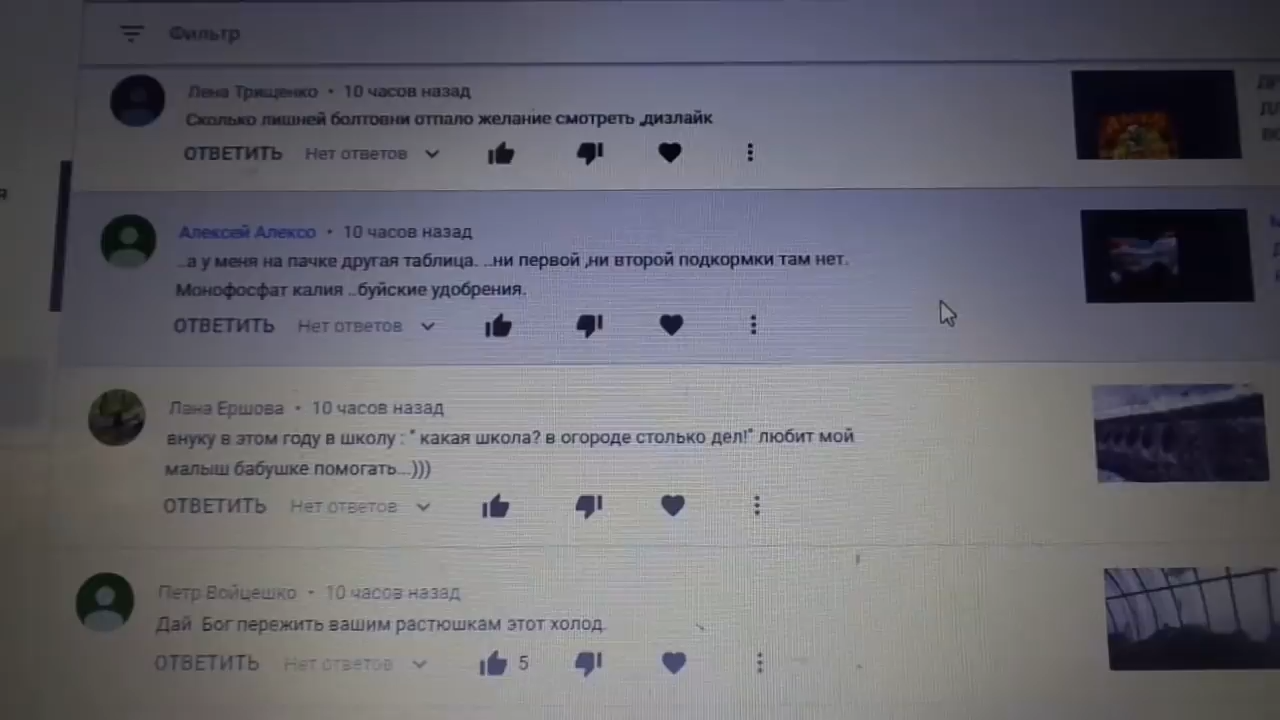 Фильтр
Лена Трященко • 10 часов назад
Сколько лишней болтовни отпало желание смотреть ,дизлайк
ОТВЕТИТЬ Нет ответов
Алексей Алексо • 10 часов назад
..а у меня на пачке другая таблица. ..ни первой ,ни второй подкормки там нет.
Монофосфат калия ..буйские удобрения.
ОТВЕТИТЬ Нет ответов
Лана Ершова • 10 часов назад
внуку в этом году в школу : " какая школа? в огороде столько дел!" любит мой
малыш бабушке помогать...)))
ОТВЕТИТЬ Нет ответов
Петр Войцешко • 10 часов назад
Дай Бог пережить вашим растюшкам этот холод.
ОТВЕТИТЬ Нет ответов 5